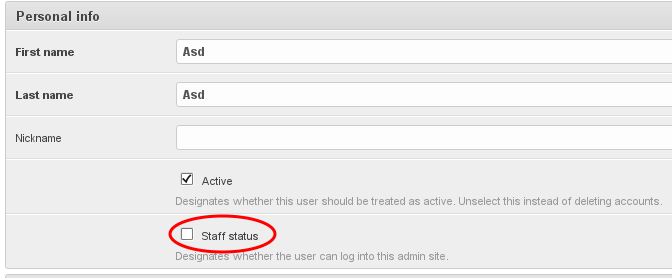 Personal info
First name
Asd
Last name
Asd
Nickname
Active
Designates whether this user should be treated as active. Unselect this instead of deleting accounts.
Staff status
Designates whether the user can log into this admin site.